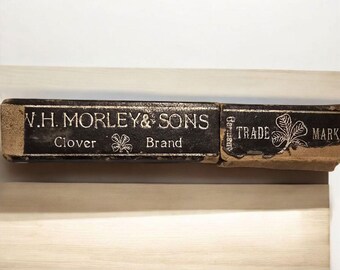 W.H. MORLEY & SONS
Clover Brand
Germany
TRADE MARK